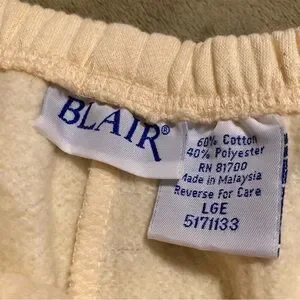 BLAIR®
60% Cotton
40% Polyester
RN 81700
Made in Malaysia
Reverse For Care
LGE
5171133